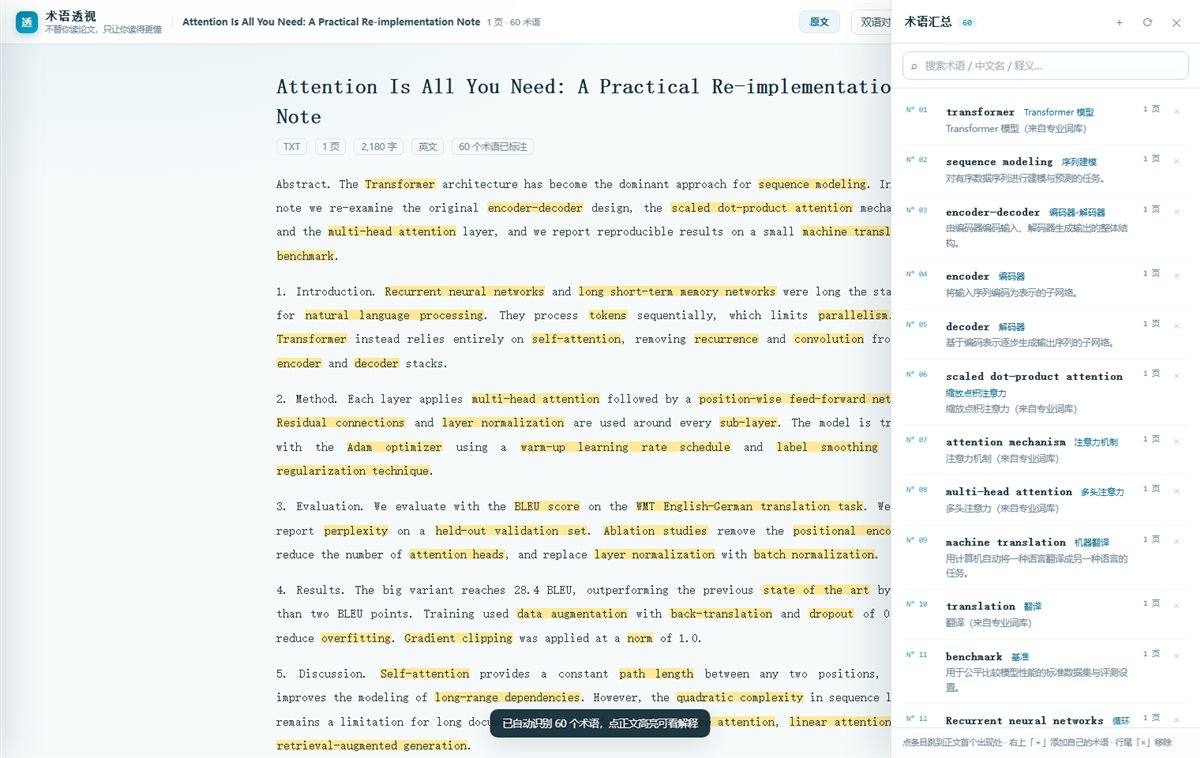 透
术语透视
不替你读论文，只让你读得更懂
Attention Is All You Need: A Practical Re-implementation Note
1 页 · 60 术语
原文
双语对
术语汇总
60
+
×
搜索术语 / 中文名 / 释义...
Attention Is All You Need: A Practical Re-implementatio
Note
TXT
1 页
2,180 字
英文
60 个术语已标注
Abstract. The Transformer architecture has become the dominant approach for sequence modeling. In
note we re-examine the original encoder-decoder design, the scaled dot-product attention mecha
and the multi-head attention layer, and we report reproducible results on a small machine transl
benchmark.
1. Introduction. Recurrent neural networks and long short-term memory networks were long the sta
for natural language processing. They process tokens sequentially, which limits parallelism.
Transformer instead relies entirely on self-attention, removing recurrence and convolution fro
encoder and decoder stacks.
2. Method. Each layer applies multi-head attention followed by a position-wise feed-forward net
Residual connections and layer normalization are used around every sub-layer. The model is tr
with the Adam optimizer using a warm-up learning rate schedule and label smoothing
regularization technique.
3. Evaluation. We evaluate with the BLEU score on the WMT English-German translation task. We
report perplexity on a held-out validation set. Ablation studies remove the positional enco
reduce the number of attention heads, and replace layer normalization with batch normalization.
4. Results. The big variant reaches 28.4 BLEU, outperforming the previous state of the art by
than two BLEU points. Training used data augmentation with back-translation and dropout of 0
reduce overfitting. Gradient clipping was applied at a norm of 1.0.
5. Discussion. Self-attention provides a constant path length between any two positions,
improves the modeling of long-range dependencies. However, the quadratic complexity in sequence l
remains a limitation for long docu
attention, linear attention
retrieval-augmented generation.
已自动识别 60 个术语，点正文高亮可看解释
N° 01
transformer Transformer 模型
1 页 ×
Transformer 模型（来自专业词库）
N° 02
sequence modeling 序列建模
1 页 ×
对有序数据序列进行建模与预测的任务。
N° 03
encoder-decoder 编码器-解码器
1 页 ×
由编码器编码输入、解码器生成输出的整体结
构。
N° 04
encoder 编码器
1 页 ×
将输入序列编码为表示的子网络。
N° 05
decoder 解码器
1 页 ×
基于编码表示逐步生成输出序列的子网络。
N° 06
scaled dot-product attention
1 页 ×
缩放点积注意力
缩放点积注意力（来自专业词库）
N° 07
attention mechanism 注意力机制
1 页 ×
注意力机制（来自专业词库）
N° 08
multi-head attention 多头注意力
1 页 ×
多头注意力（来自专业词库）
N° 09
machine translation 机器翻译
1 页 ×
用计算机自动将一种语言翻译成另一种语言的
任务。
N° 10
translation 翻译
1 页 ×
翻译（来自专业词库）
N° 11
benchmark 基准
1 页 ×
用于公平比较模型性能的标准数据集与评测设
置。
N° 12
Recurrent neural networks 循环
1 页 ×
点条目跳到正文首个出现处 · 右上「+」添加自己的术语 · 行尾「×」移除